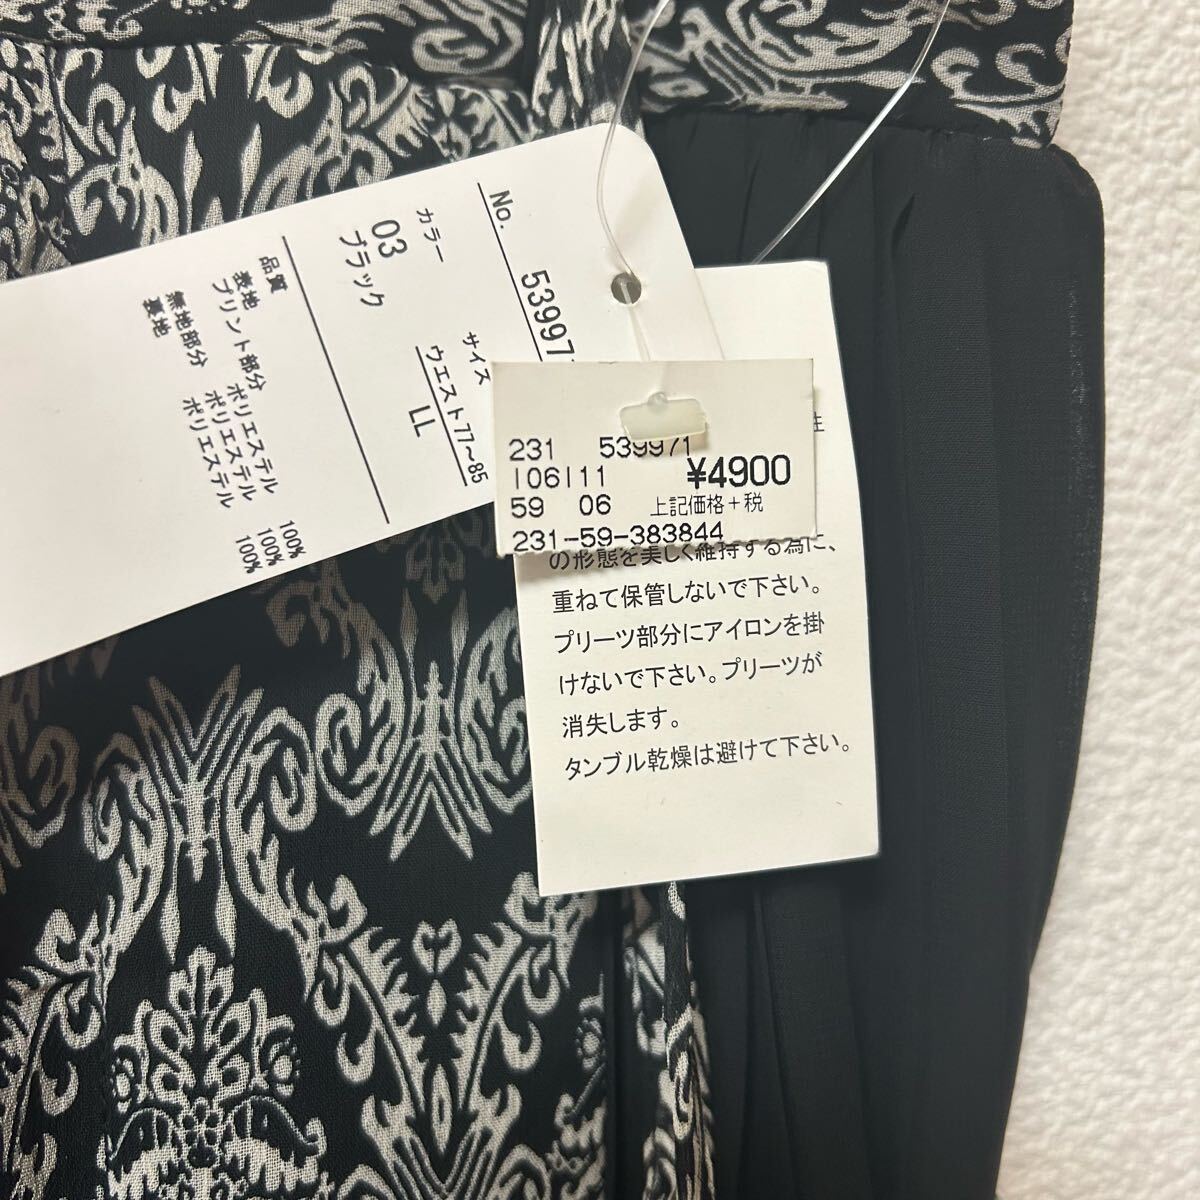 No.
53997
カラー
03
ブラック
サイズ
ウエスト77~85
LL
品質
表地
プリント部分 ポリエステル 100%
無地部分 ポリエステル 100%
裏地 ポリエステル 100%
231 539971
106111 ¥4900
59 06 上記価格+税
231-59-383844
性
の形態を美しく維持する為に、
重ねて保管しないで下さい。
プリーツ部分にアイロンを掛
けないで下さい。プリーツが
消失します。
タンブル乾燥は避けて下さい。